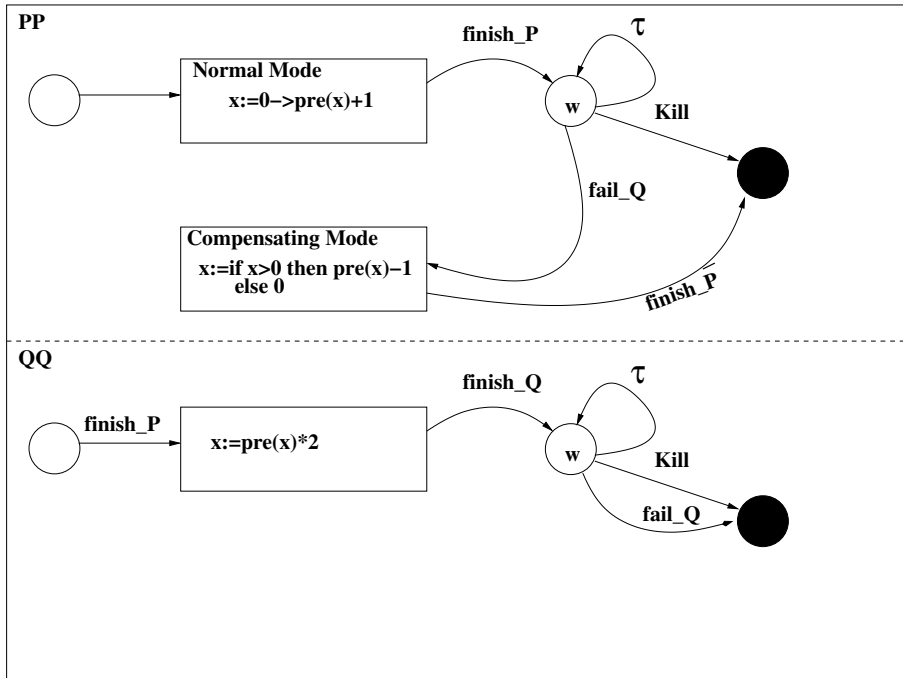 PP
finish_P
τ
Normal Mode
x:=0->pre(x)+1
w
Kill
fail_Q
Compensating Mode
x:=if x>0 then pre(x)−1
else 0
finish_P̅
QQ
finish_Q
τ
finish_P
x:=pre(x)*2
w
Kill
fail_Q